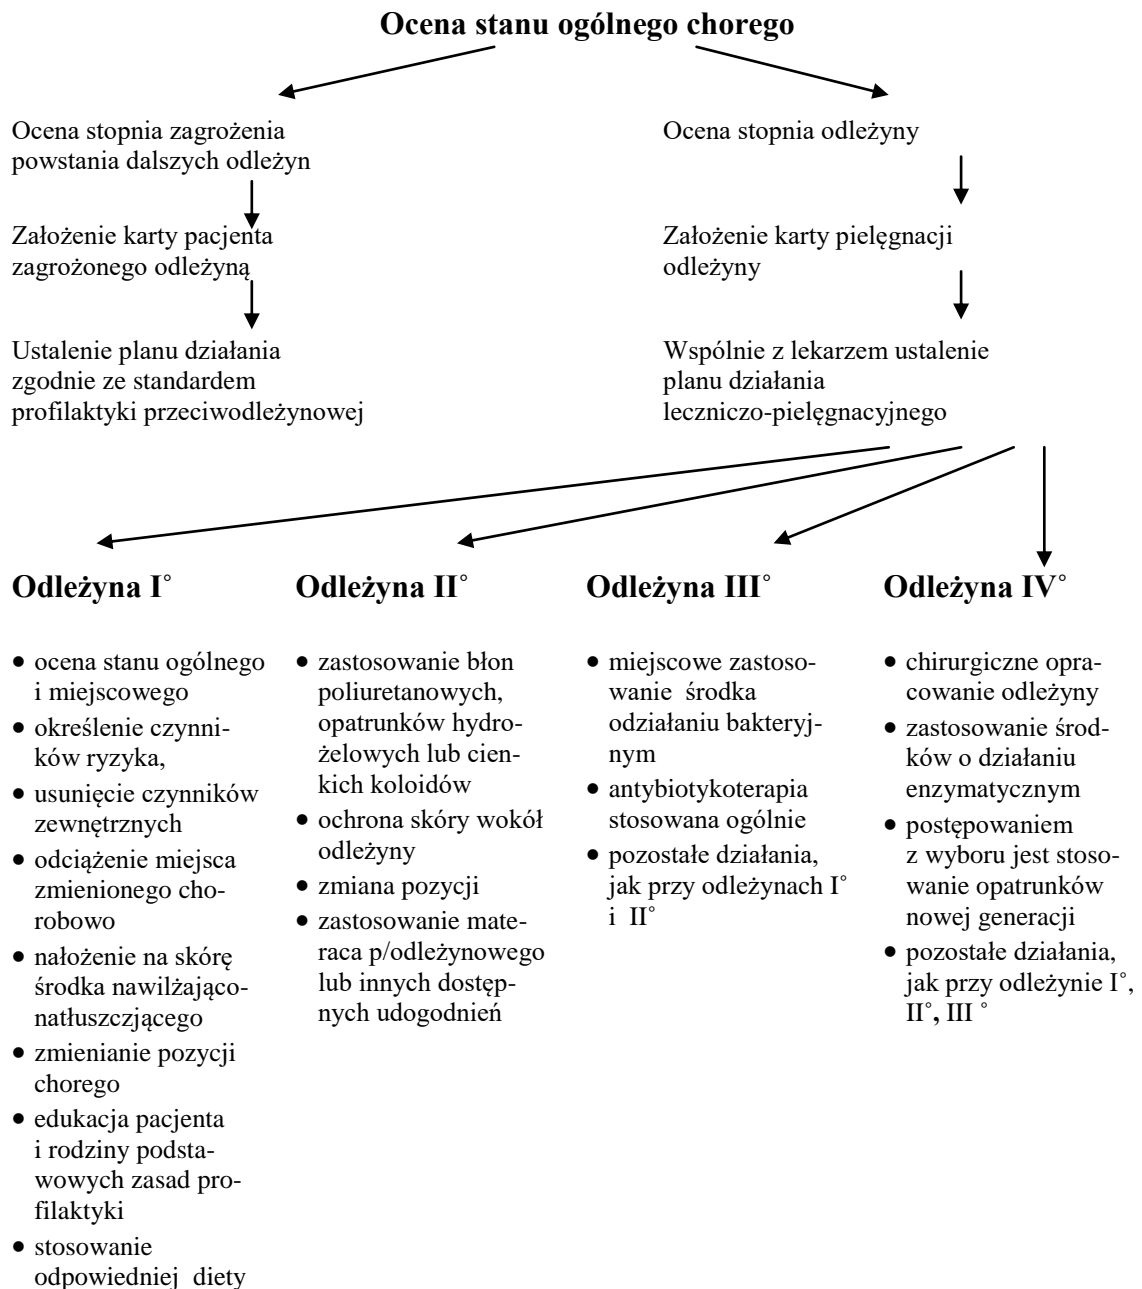 Ocena stanu ogólnego chorego
Ocena stopnia zagrożenia
powstania dalszych odleżyn
Założenie karty pacjenta
zagrożonego odleżyną
Ustalenie planu działania
zgodnie ze standardem
profilaktyki przeciwodleżynowej
Ocena stopnia odleżyny
Założenie karty pielęgnacji
odleżyny
Wspólnie z lekarzem ustalenie
planu działania
leczniczo-pielęgnacyjnego
Odleżyna I°
• ocena stanu ogólnego
i miejscowego
• określenie czynni-
ków ryzyka,
• usunięcie czynników
zewnętrznych
• odciążenie miejsca
zmienionego cho-
robowo
• nałożenie na skórę
środka nawilżająco-
natłuszczjącego
• zmienianie pozycji
chorego
• edukacja pacjenta
i rodziny podsta-
wowych zasad pro-
filaktyki
• stosowanie
odpowiedniej diety
Odleżyna II°
• zastosowanie błon
poliuretanowych,
opatrunków hydro-
żelowych lub cien-
kich koloidów
• ochrona skóry wokół
odleżyny
• zmiana pozycji
• zastosowanie mate-
raca p/odleżynowego
lub innych dostęp-
nych udogodnień
Odleżyna III°
• miejscowe zastoso-
wanie środka
odziałaniu bakteryj-
nym
• antybiotykoterapia
stosowana ogólnie
• pozostałe działania,
jak przy odleżynach I°
i II°
Odleżyna IV°
• chirurgiczne opra-
cowanie odleżyny
• zastosowanie środ-
ków o działaniu
enzymatycznym
• postępowaniem
z wyboru jest stoso-
wanie opatrunków
nowej generacji
• pozostałe działania,
jak przy odleżynie I°,
II°, III °